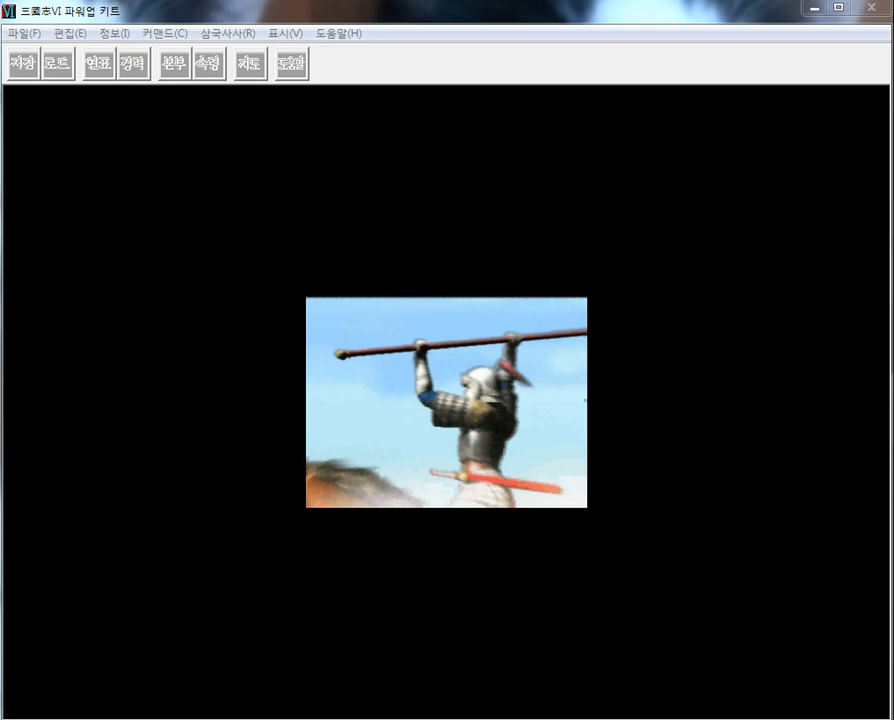 VI 三國志VI 파워업 키트
파일(F) 편집(E) 정보(I) 커맨드(C) 삼국사사(R) 표시(V) 도움말(H)
저장 로드 연표 경력 본부 속령 지도 도움말